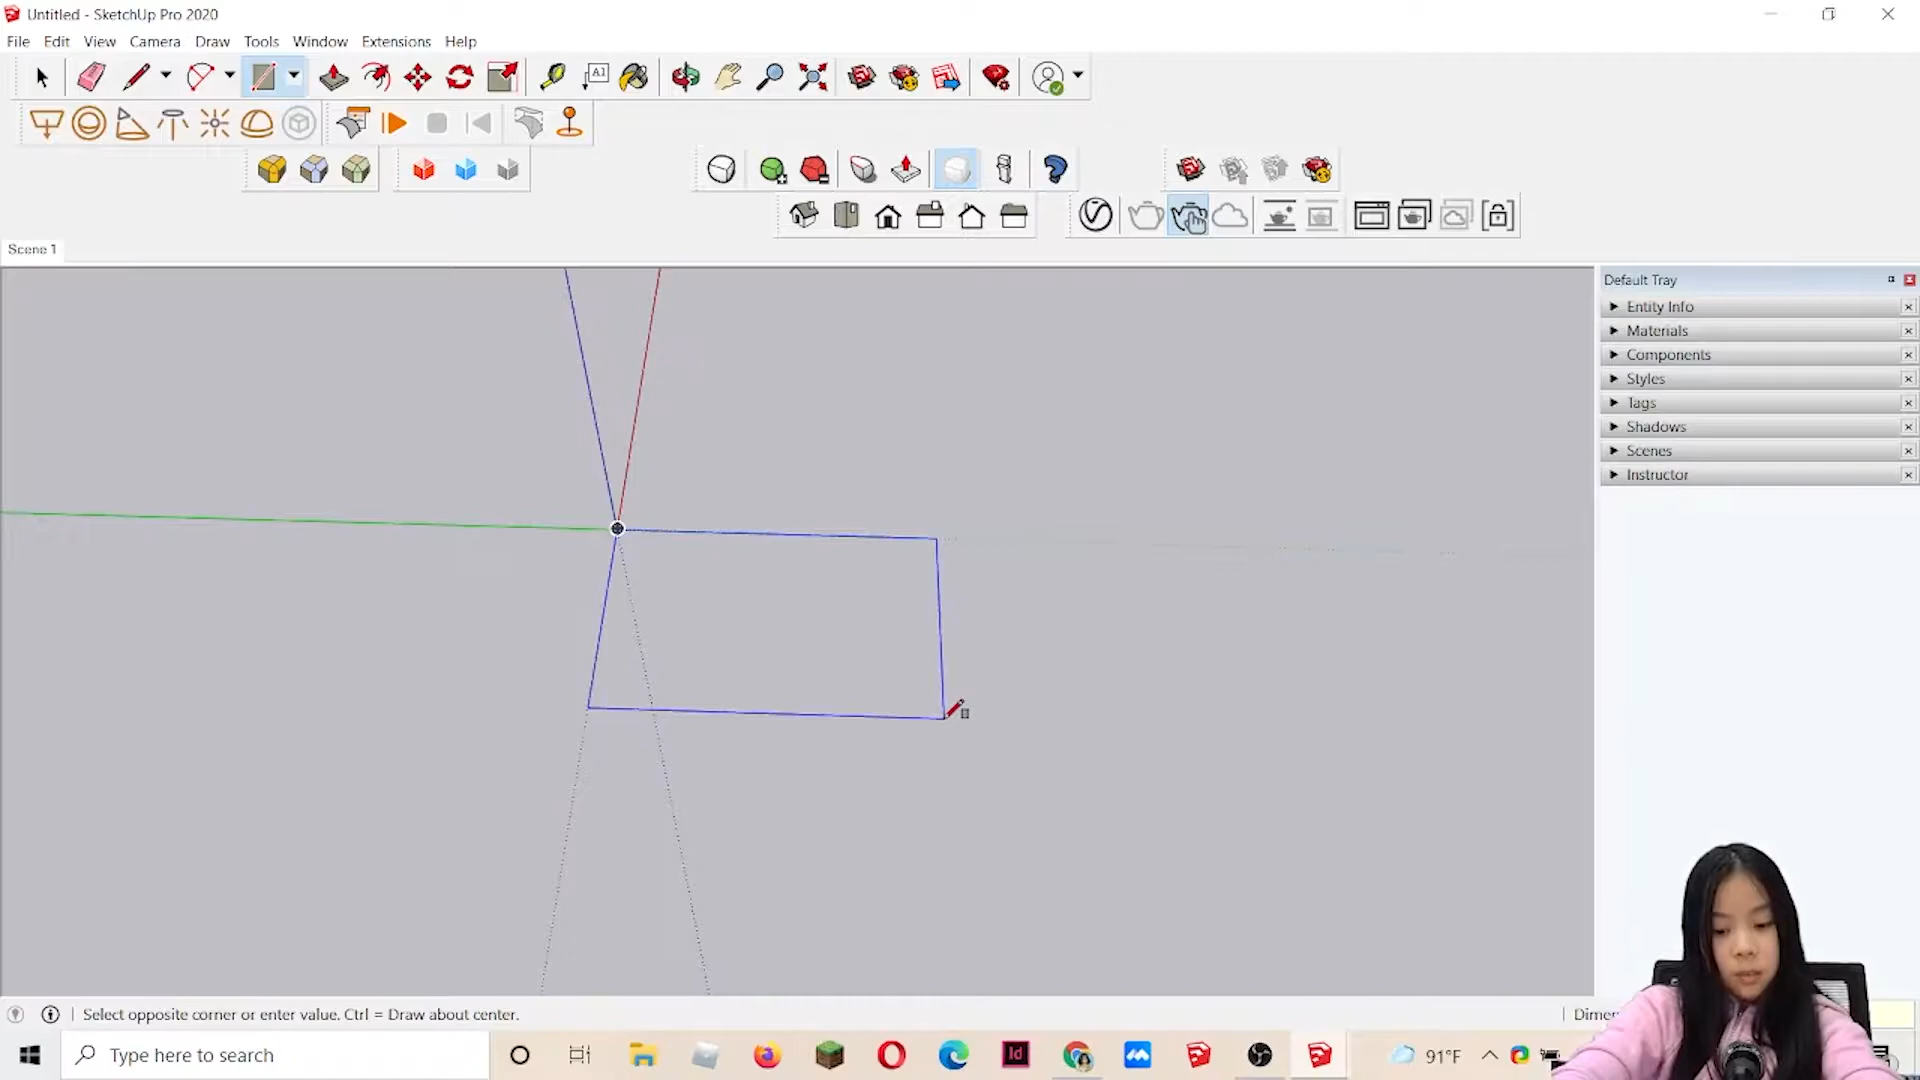 Untitled - SketchUp Pro 2020
File Edit View Camera Draw Tools Window Extensions Help
A1
Scene 1
Default Tray
Entity Info
Materials
Components
Styles
Tags
Shadows
Scenes
Instructor
Select opposite corner or enter value. Ctrl = Draw about center.
Type here to search
Id
91°F